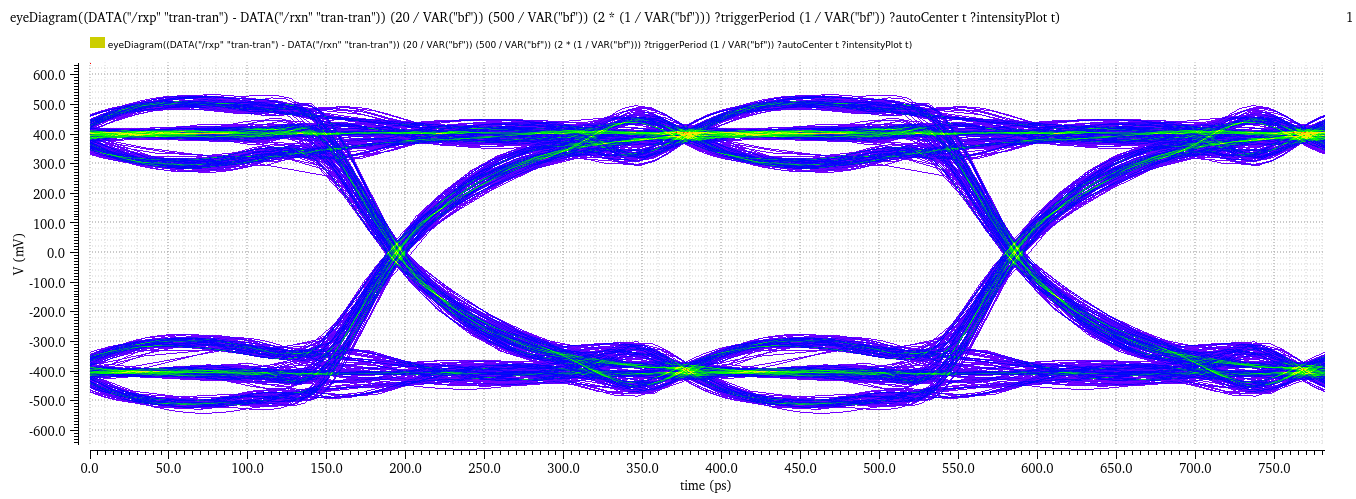 eyeDiagram((DATA("/rxp" "tran-tran") - DATA("/rxn" "tran-tran")) (20 / VAR("bf")) (500 / VAR("bf")) (2 * (1 / VAR("bf"))) ?triggerPeriod (1 / VAR("bf")) ?autoCenter t ?intensityPlot t) 1
eyeDiagram((DATA("/rxp" "tran-tran") - DATA("/rxn" "tran-tran")) (20 / VAR("bf")) (500 / VAR("bf")) (2 * (1 / VAR("bf"))) ?triggerPeriod (1 / VAR("bf")) ?autoCenter t ?intensityPlot t)
600.0
500.0
400.0
300.0
200.0
100.0
0.0
-100.0
-200.0
-300.0
-400.0
-500.0
-600.0
V (mV)
0.0 50.0 100.0 150.0 200.0 250.0 300.0 350.0 400.0 450.0 500.0 550.0 600.0 650.0 700.0 750.0
time (ps)